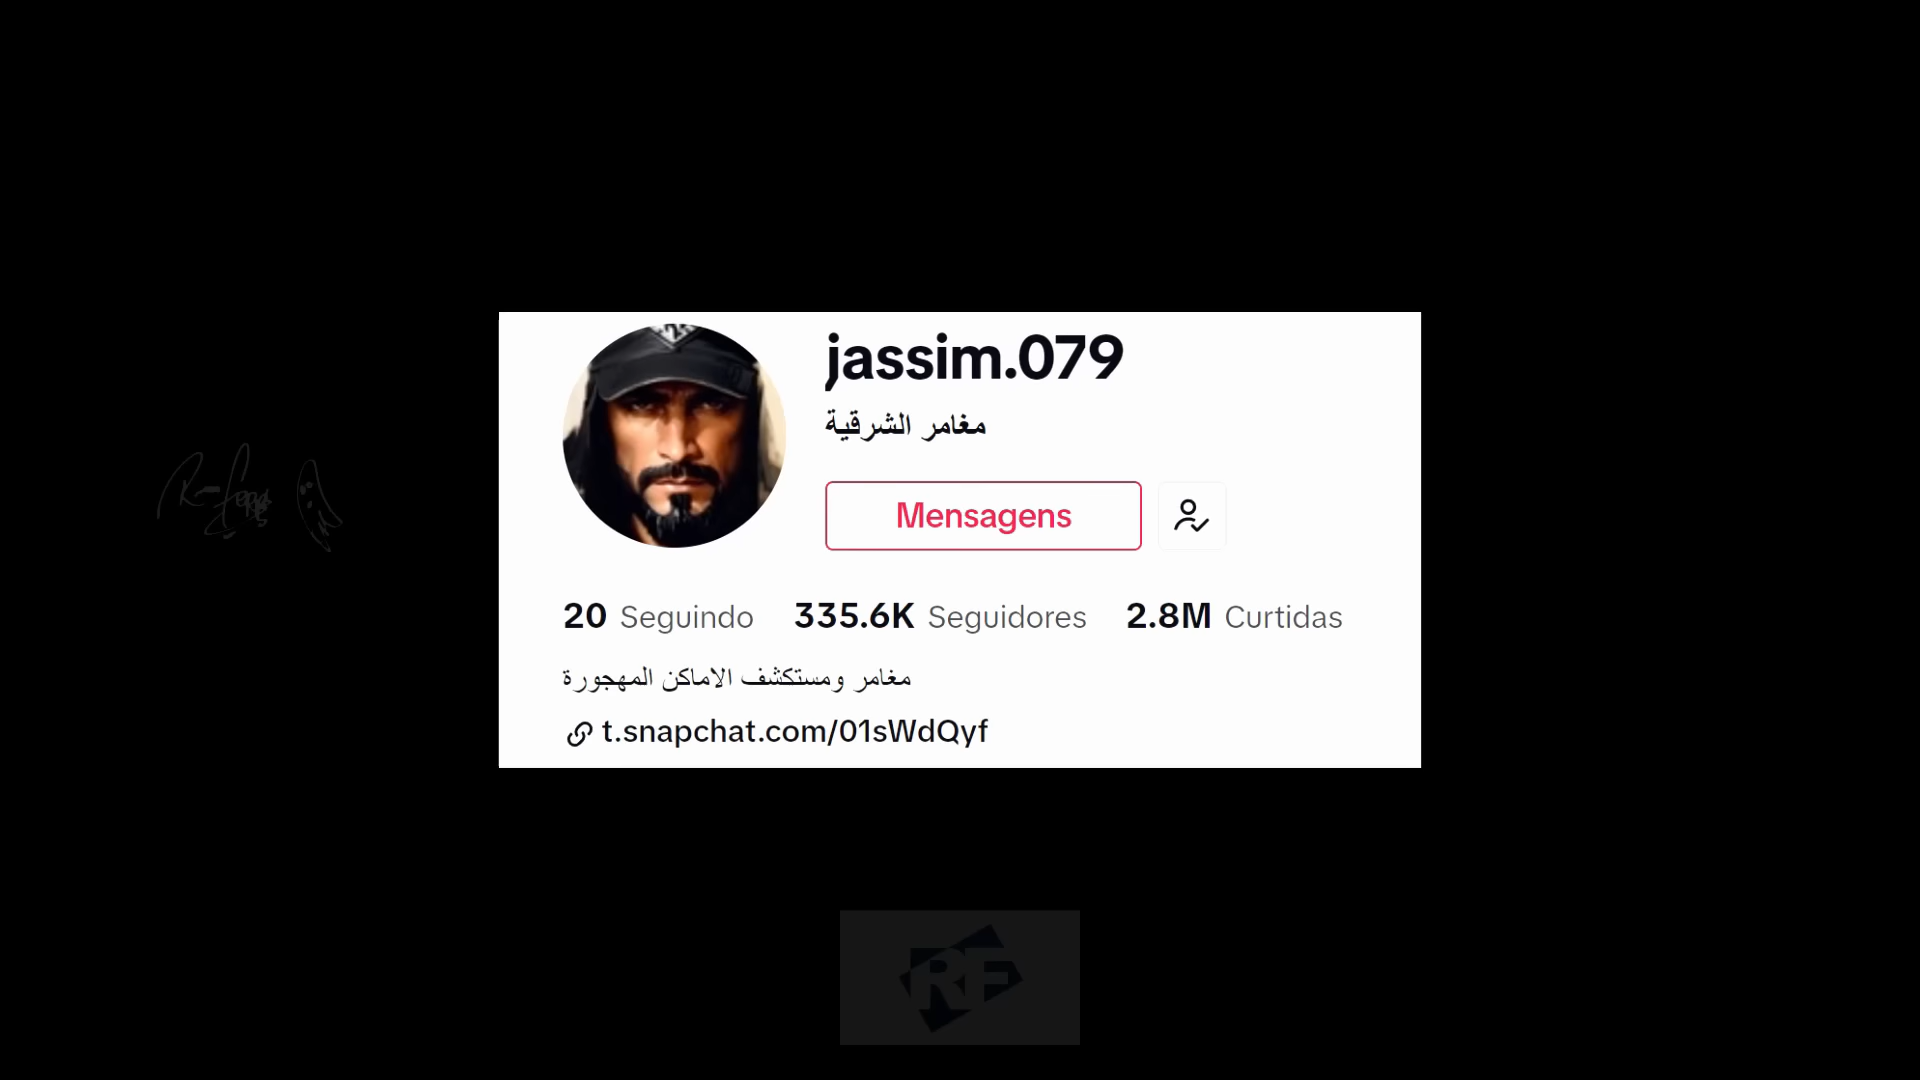 jassim.079
مغامر الشرقية
Mensagens
20 Seguindo 335.6K Seguidores 2.8M Curtidas
مغامر ومستكشف الاماكن المهجورة
t.snapchat.com/01sWdQyf
RF